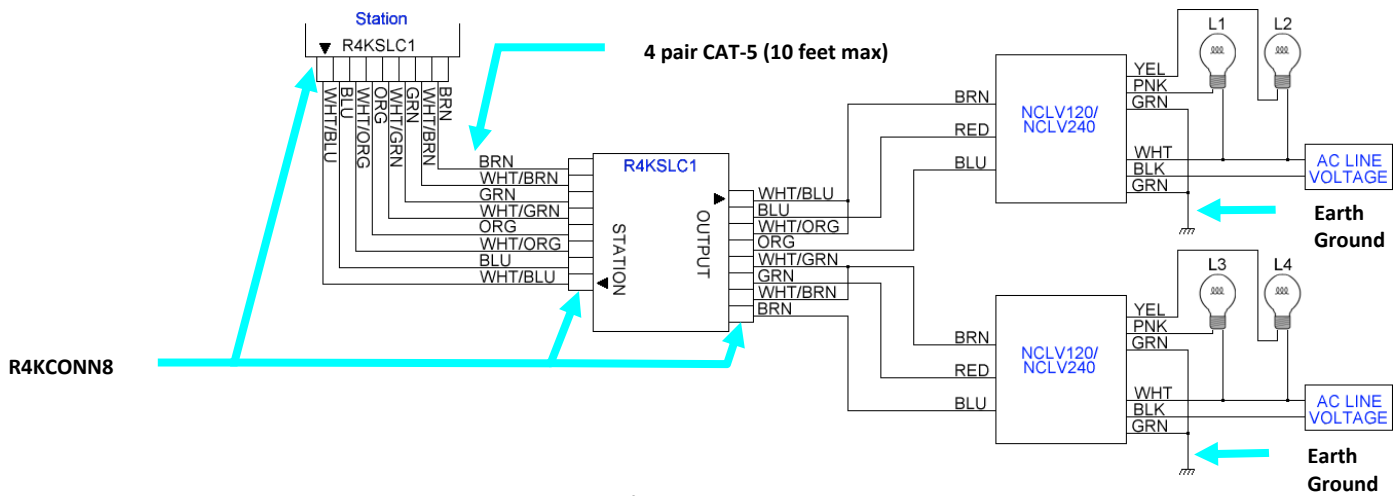 Station
▼ R4KSLC1
WHT/BLU
BLU
WHT/ORG
ORG
WHT/GRN
GRN
WHT/BRN
BRN
4 pair CAT-5 (10 feet max)
BRN
WHT/BRN
GRN
WHT/GRN
ORG
WHT/ORG
BLU
WHT/BLU
R4KSLC1
STATION
OUTPUT
WHT/BLU
BLU
WHT/ORG
ORG
WHT/GRN
GRN
WHT/BRN
BRN
R4KCONN8
BRN
RED
BLU
NCLV120/
NCLV240
L1 L2
YEL
PNK
GRN
WHT
BLK
GRN
AC LINE
VOLTAGE
Earth
Ground
BRN
RED
BLU
NCLV120/
NCLV240
L3 L4
YEL
PNK
GRN
WHT
BLK
GRN
AC LINE
VOLTAGE
Earth
Ground